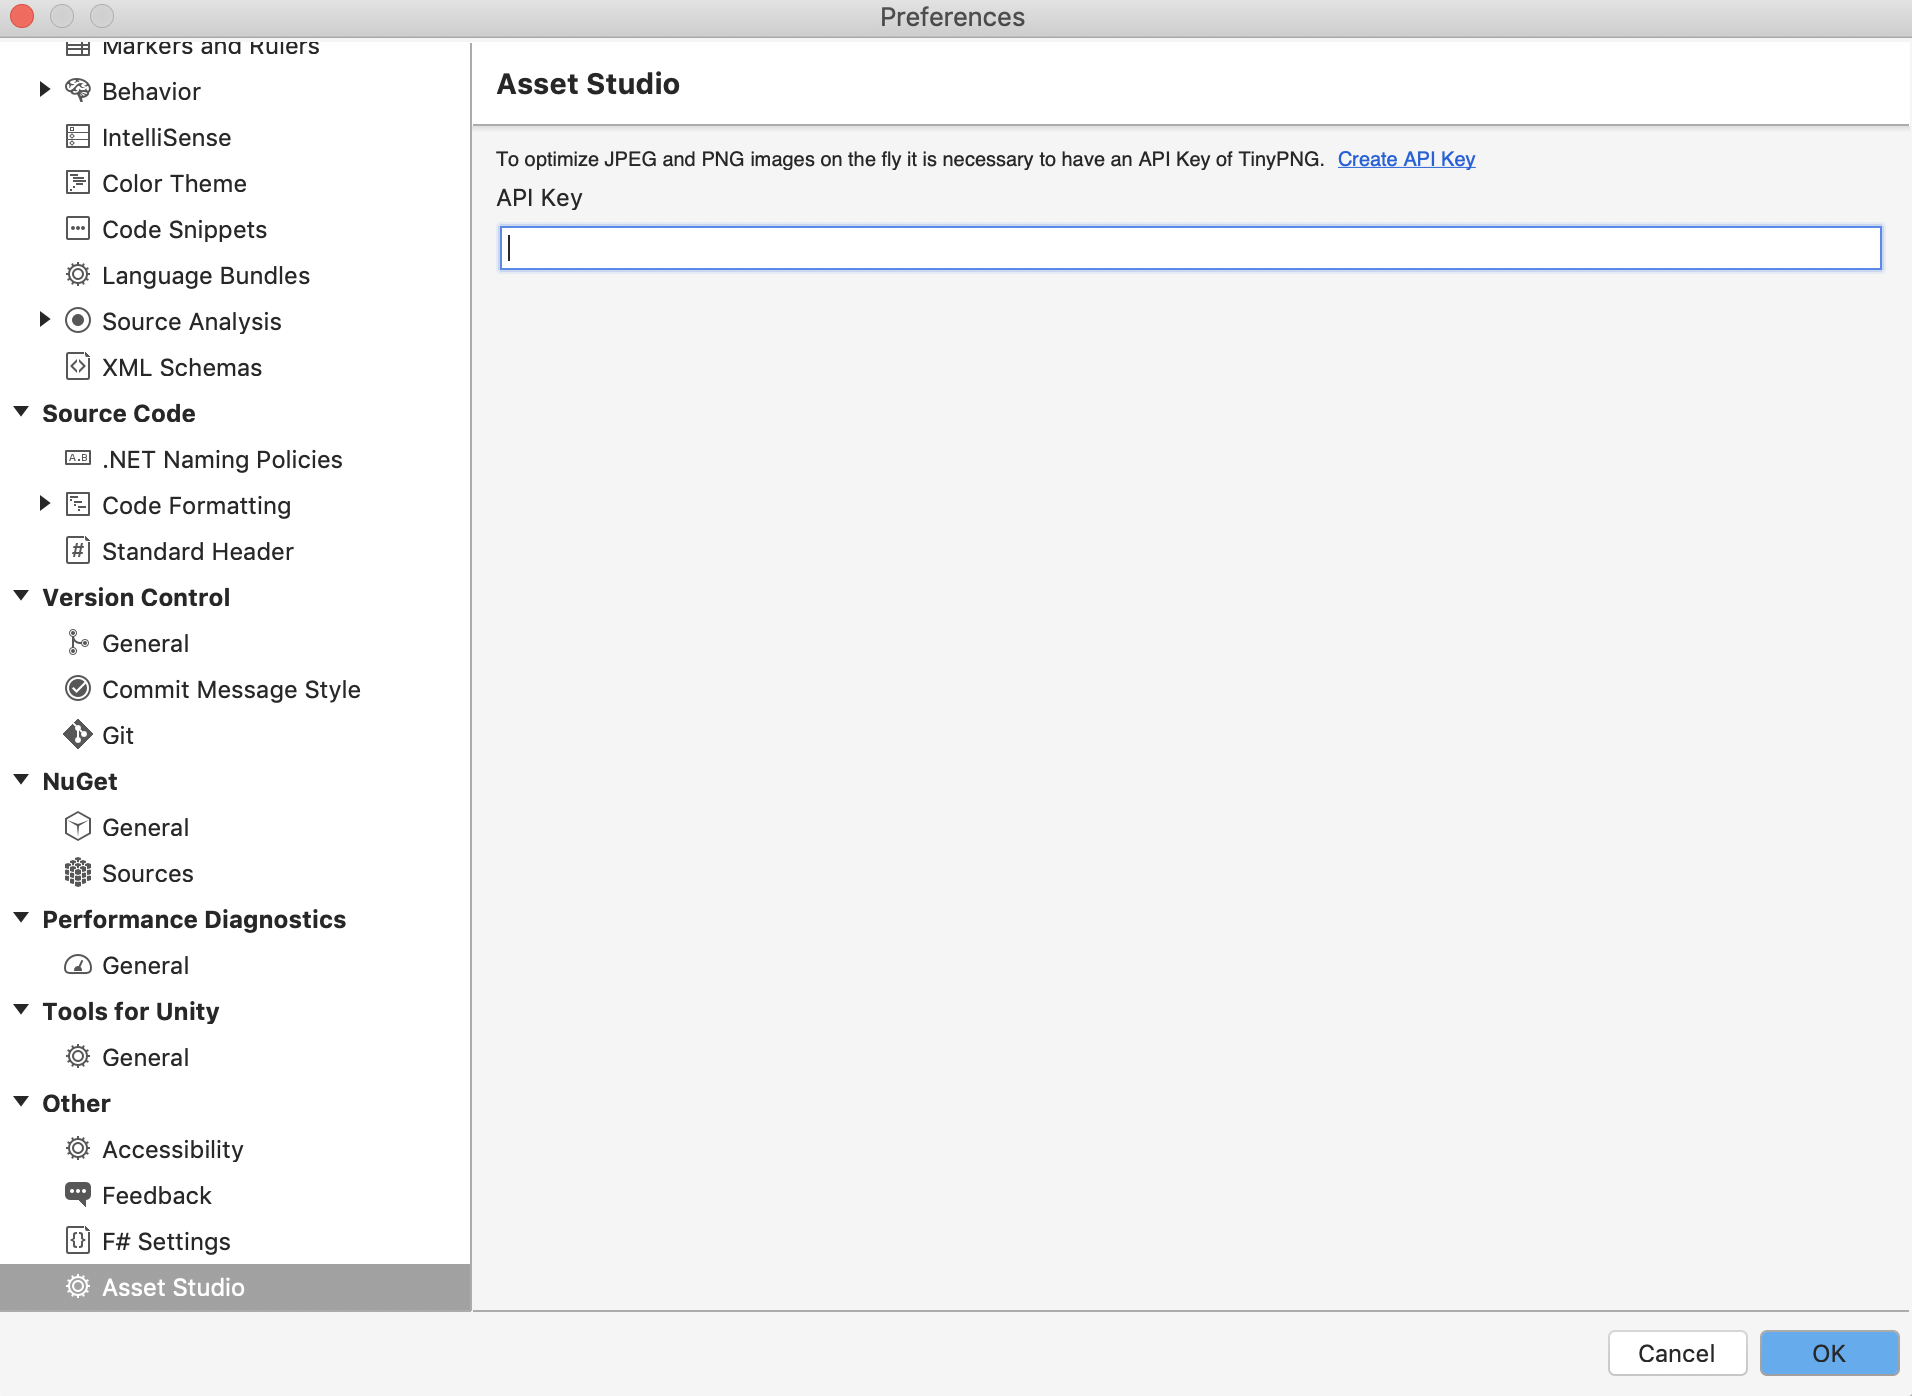 Preferences
Markers and Rulers
Behavior
IntelliSense
Color Theme
Code Snippets
Language Bundles
Source Analysis
XML Schemas
Source Code
.NET Naming Policies
Code Formatting
Standard Header
Version Control
General
Commit Message Style
Git
NuGet
General
Sources
Performance Diagnostics
General
Tools for Unity
General
Other
Accessibility
Feedback
F# Settings
Asset Studio
Asset Studio
To optimize JPEG and PNG images on the fly it is necessary to have an API Key of TinyPNG. Create API Key
API Key
Cancel
OK